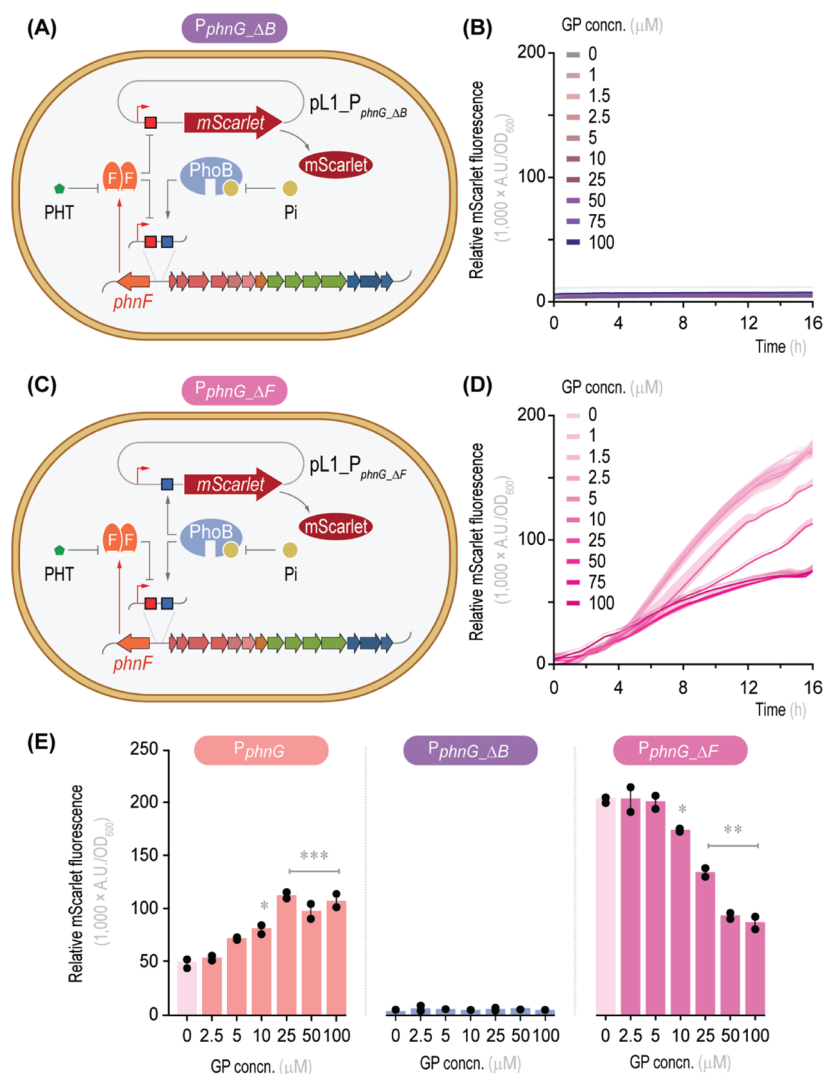 (A)
PphnG_ΔB
pL1_PphnG_ΔB
mScarlet
mScarlet
F F
PhoB
PHT
Pi
phnF
(B)
GP concn. (μM)
Relative mScarlet fluorescence
(1,000 × A.U./OD600)
200
100
0
0
1
1.5
2.5
5
10
25
50
75
100
0 4 8 12 16
Time (h)
(C)
PphnG_ΔF
pL1_PphnG_ΔF
mScarlet
mScarlet
F F
PhoB
PHT
Pi
phnF
(D)
GP concn. (μM)
Relative mScarlet fluorescence
(1,000 × A.U./OD600)
200
100
0
0
1
1.5
2.5
5
10
25
50
75
100
0 4 8 12 16
Time (h)
(E)
Relative mScarlet fluorescence
(1,000 × A.U./OD600)
250
200
150
100
50
0
PphnG
*
***
0 2.5 5 10 25 50 100
GP concn. (μM)
PphnG_ΔB
0 2.5 5 10 25 50 100
GP concn. (μM)
PphnG_ΔF
*
**
0 2.5 5 10 25 50 100
GP concn. (μM)